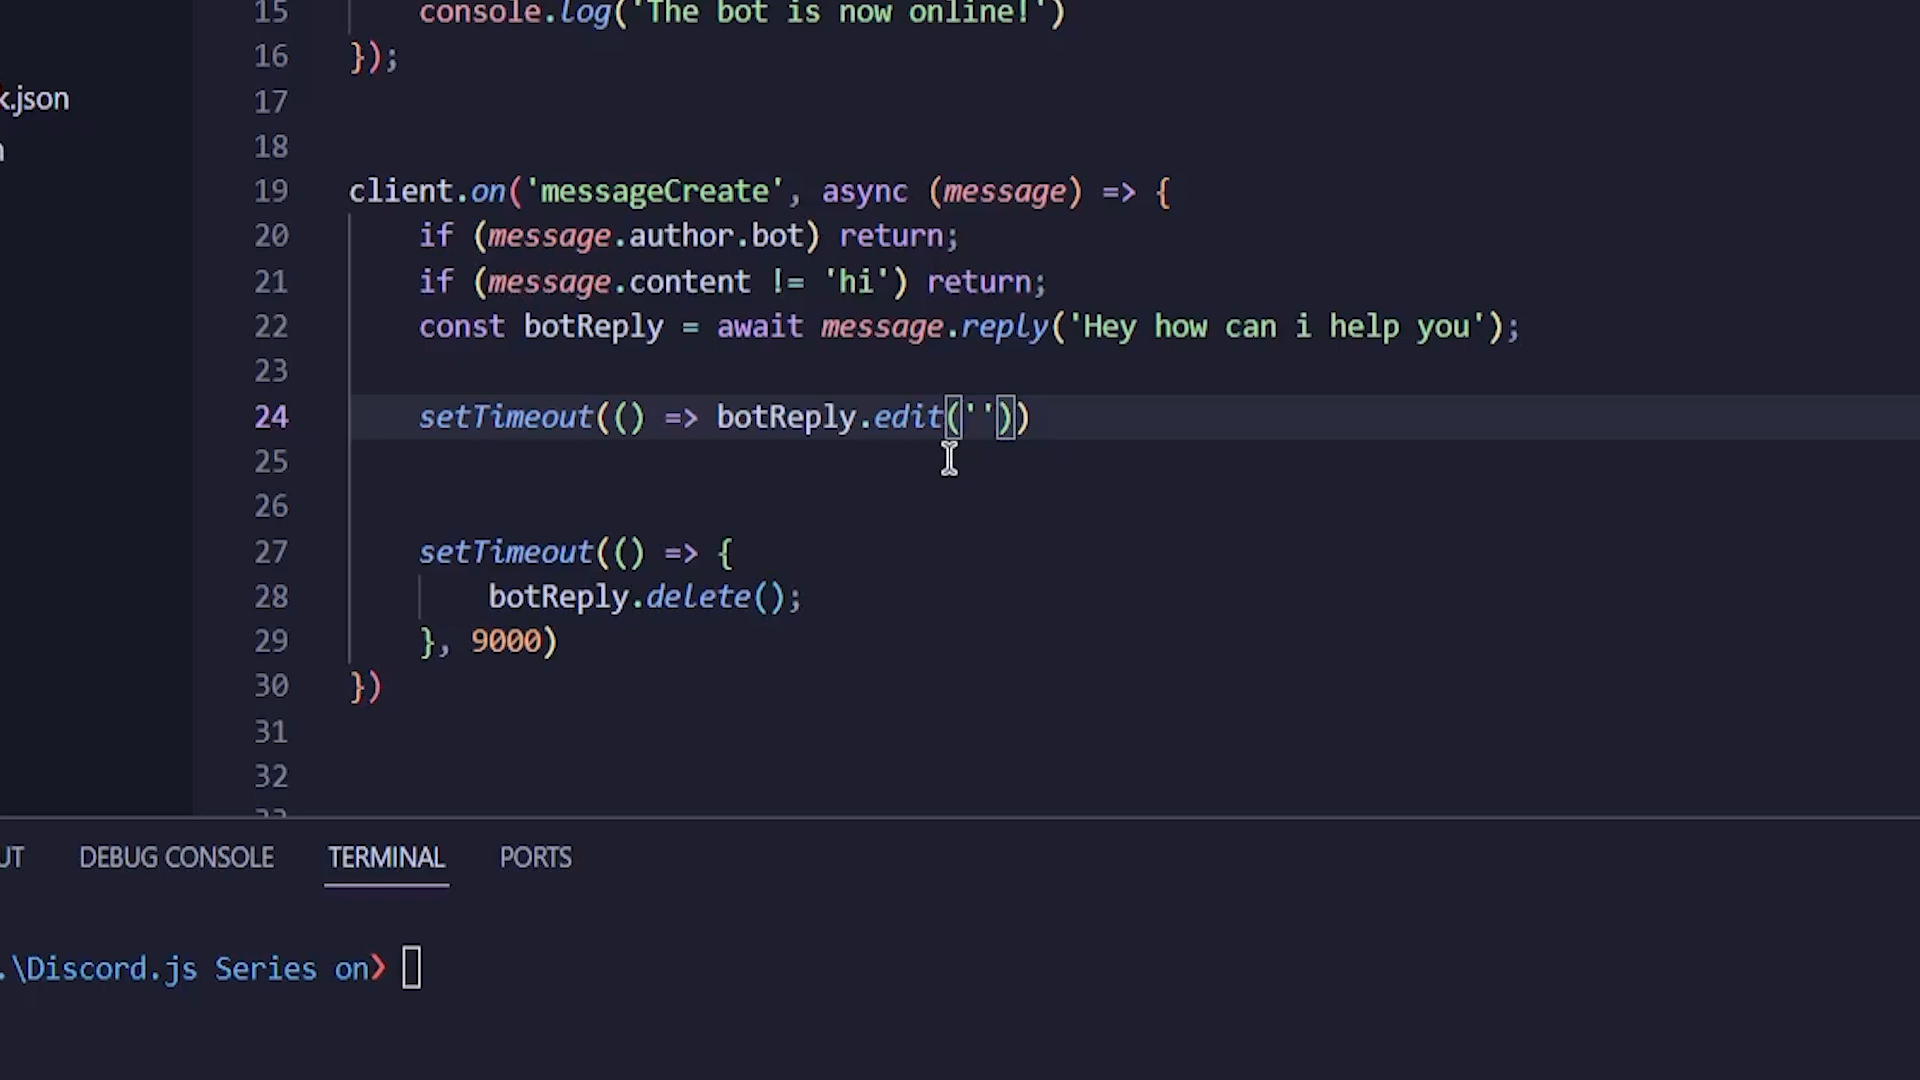 k.json
15 console.log('The bot is now online!')
16 });
17
18
19 client.on('messageCreate', async (message) => {
20 if (message.author.bot) return;
21 if (message.content != 'hi') return;
22 const botReply = await message.reply('Hey how can i help you');
23
24 setTimeout(() => botReply.edit(''))
25
26
27 setTimeout(() => {
28 botReply.delete();
29 }, 9000)
30 })
31
32
UT DEBUG CONSOLE TERMINAL PORTS
.\Discord.js Series on❯